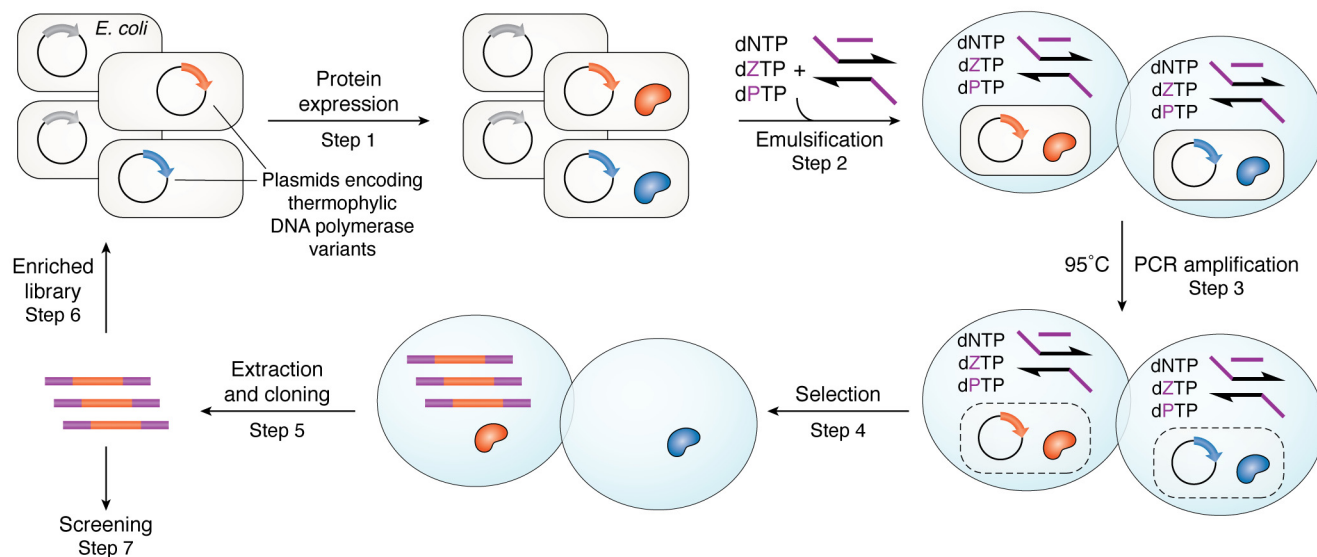 E. coli
Protein
expression
Step 1
Plasmids encoding
thermophylic
DNA polymerase
variants
dNTP
dZTP +
dPTP
Emulsification
Step 2
dNTP
dZTP
dPTP
dNTP
dZTP
dPTP
95°C
PCR amplification
Step 3
dNTP
dZTP
dPTP
dNTP
dZTP
dPTP
Selection
Step 4
Extraction
and cloning
Step 5
Enriched
library
Step 6
Screening
Step 7